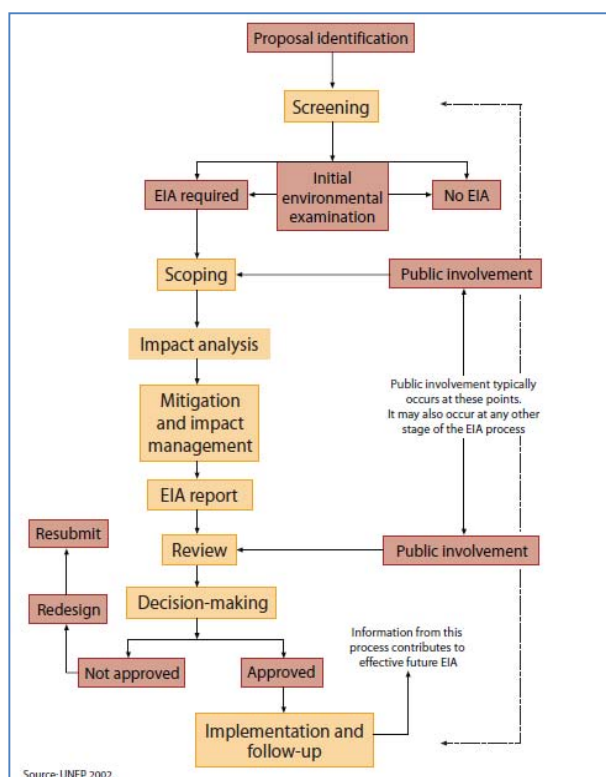 Proposal identification
Screening
EIA required
Initial
environmental
examination
No EIA
Scoping
Public involvement
Impact analysis
Public involvement typically
occurs at these points.
It may also occur at any other
stage of the EIA process
Mitigation
and impact
management
EIA report
Resubmit
Review
Public involvement
Redesign
Decision-making
Information from this
process contributes to
effective future EIA
Not approved
Approved
Implementation and
follow-up
Source: UNEP 2002